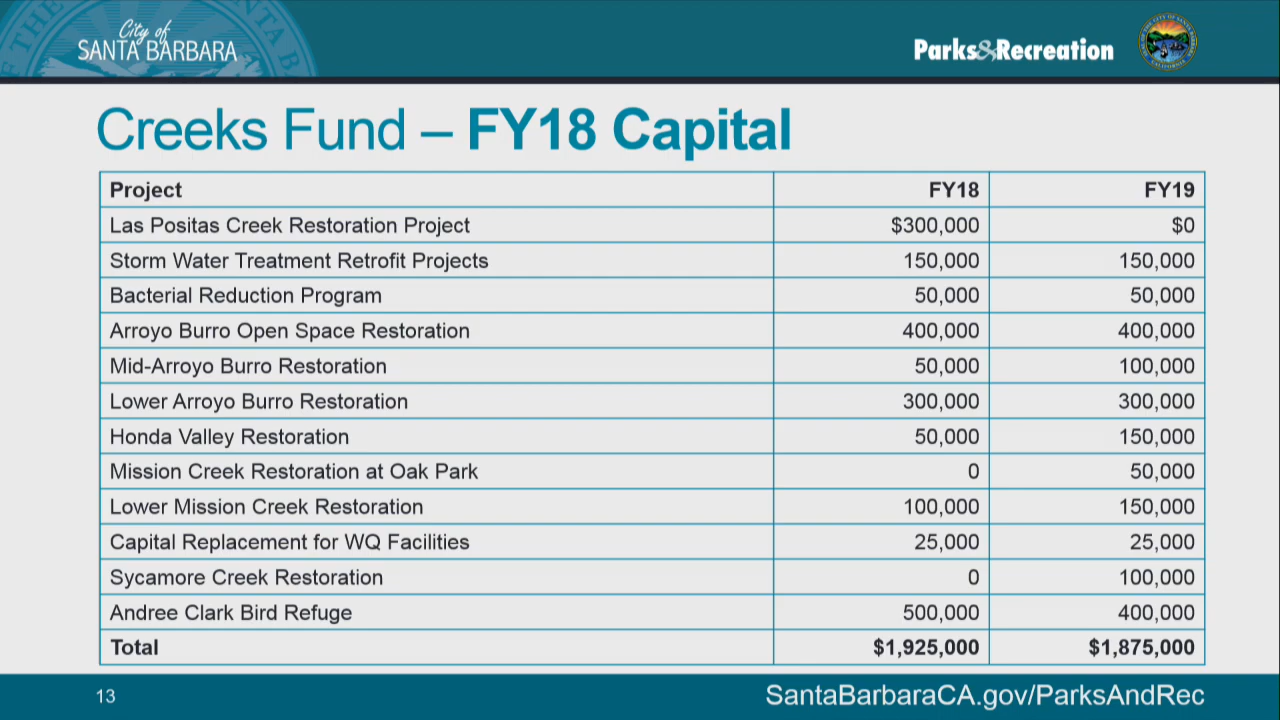 City of
SANTA BARBARA
Parks&Recreation
Creeks Fund – FY18 Capital
Project FY18 FY19
Las Positas Creek Restoration Project $300,000 $0
Storm Water Treatment Retrofit Projects 150,000 150,000
Bacterial Reduction Program 50,000 50,000
Arroyo Burro Open Space Restoration 400,000 400,000
Mid-Arroyo Burro Restoration 50,000 100,000
Lower Arroyo Burro Restoration 300,000 300,000
Honda Valley Restoration 50,000 150,000
Mission Creek Restoration at Oak Park 0 50,000
Lower Mission Creek Restoration 100,000 150,000
Capital Replacement for WQ Facilities 25,000 25,000
Sycamore Creek Restoration 0 100,000
Andree Clark Bird Refuge 500,000 400,000
Total $1,925,000 $1,875,000
13
SantaBarbaraCA.gov/ParksAndRec